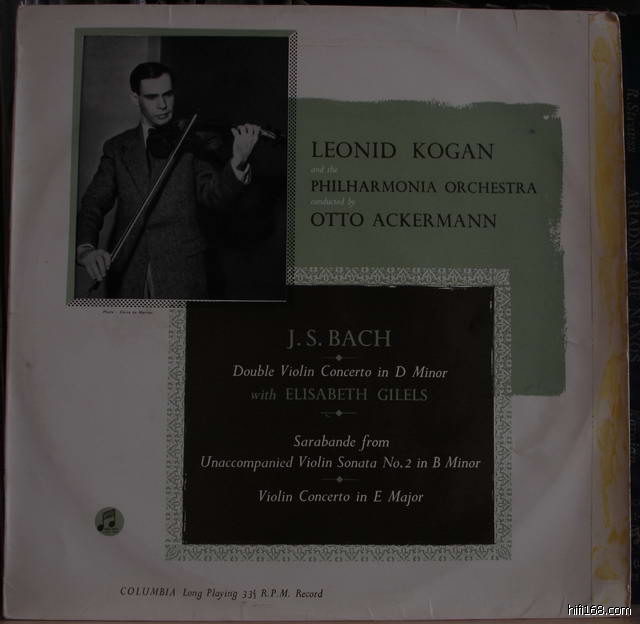 LEONID KOGAN
and the
PHILHARMONIA ORCHESTRA
conducted by
OTTO ACKERMANN
J. S. BACH
Double Violin Concerto in D Minor
with ELISABETH GILELS
Sarabande from
Unaccompanied Violin Sonata No.2 in B Minor
Violin Concerto in E Major
COLUMBIA Long Playing 33⅓ R.P.M. Record
hifi168.com